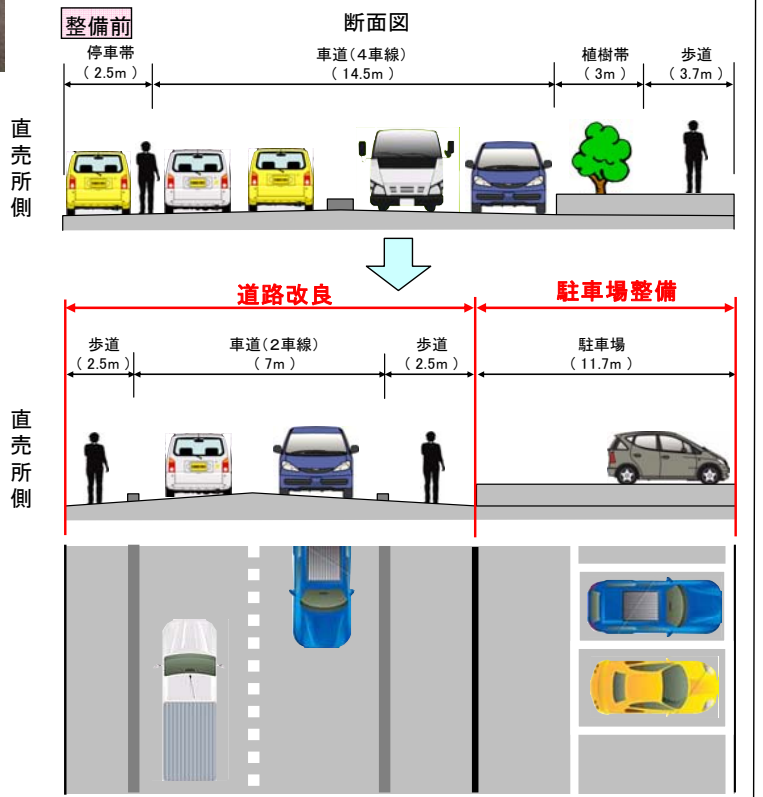 整備前
断面図
停車帯
（ 2.5m ）
車道（４車線）
（ 14.5m ）
植樹帯
（ 3m ）
歩道
（ 3.7m ）
直売所側
道路改良
駐車場整備
歩道
（ 2.5m ）
車道（２車線）
（ 7m ）
歩道
（ 2.5m ）
駐車場
（ 11.7m ）
直売所側